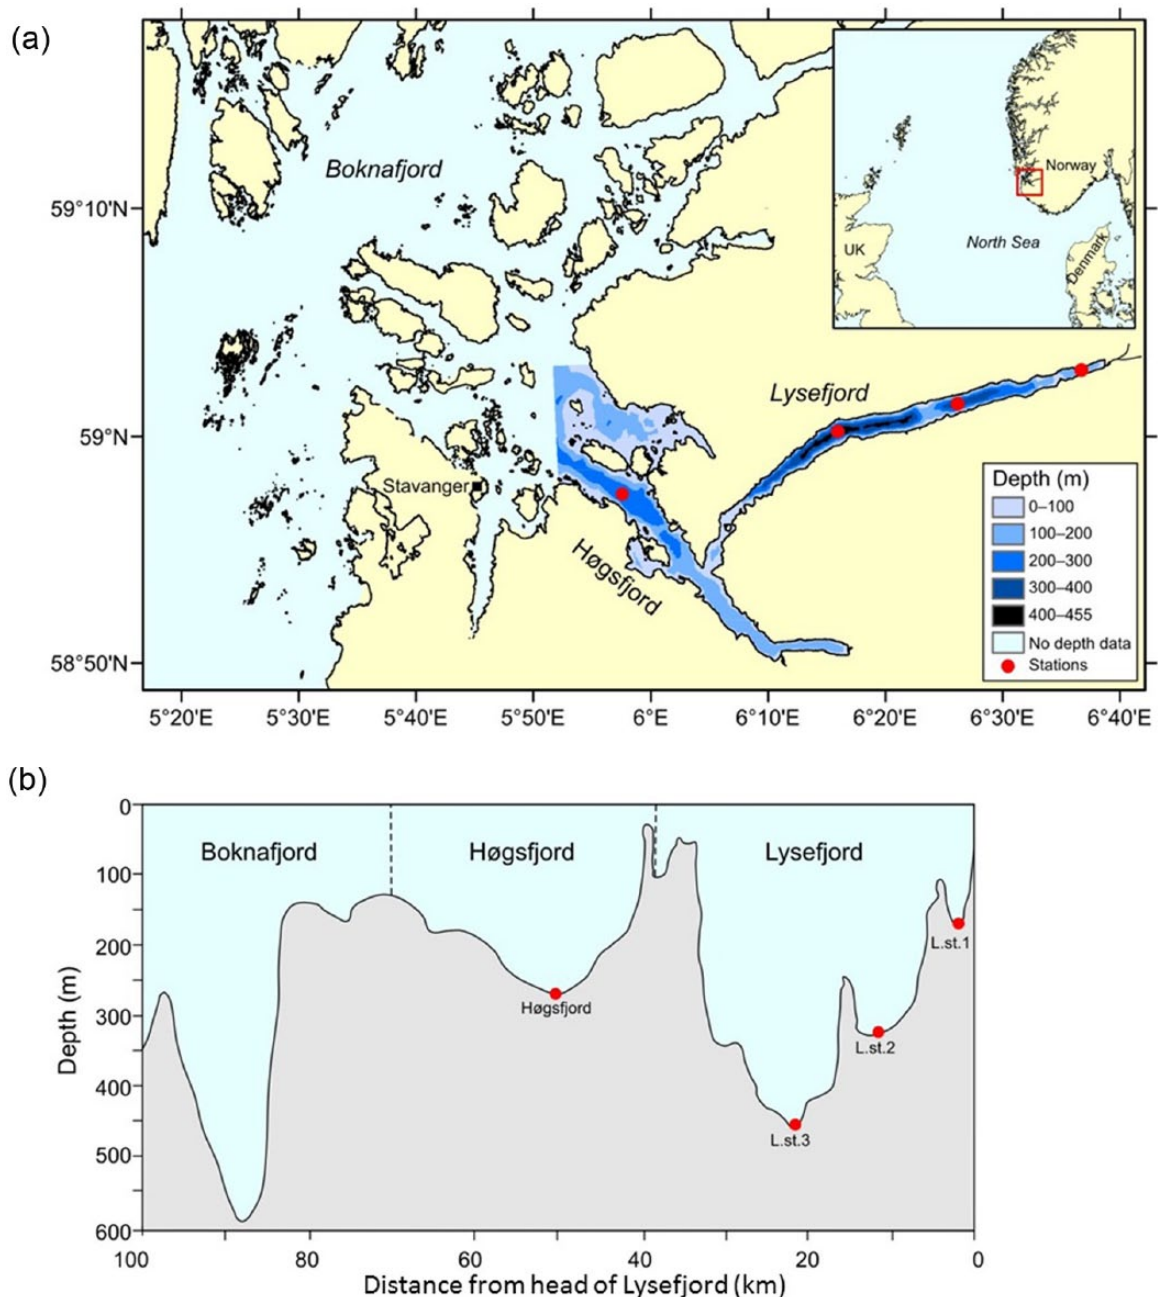 (a)
Boknafjord
Norway
59°10'N
North Sea
UK
Denmark
Lysefjord
59°N
Stavanger
Høgsfjord
Depth (m)
0–100
100–200
200–300
300–400
400–455
No depth data
Stations
58°50'N
5°20'E 5°30'E 5°40'E 5°50'E 6°E 6°10'E 6°20'E 6°30'E 6°40'E
(b)
0
Boknafjord Høgsfjord Lysefjord
100
200
L.st.1
300
Høgsfjord
L.st.2
400
L.st.3
500
600
Depth (m)
100 80 60 40 20 0
Distance from head of Lysefjord (km)